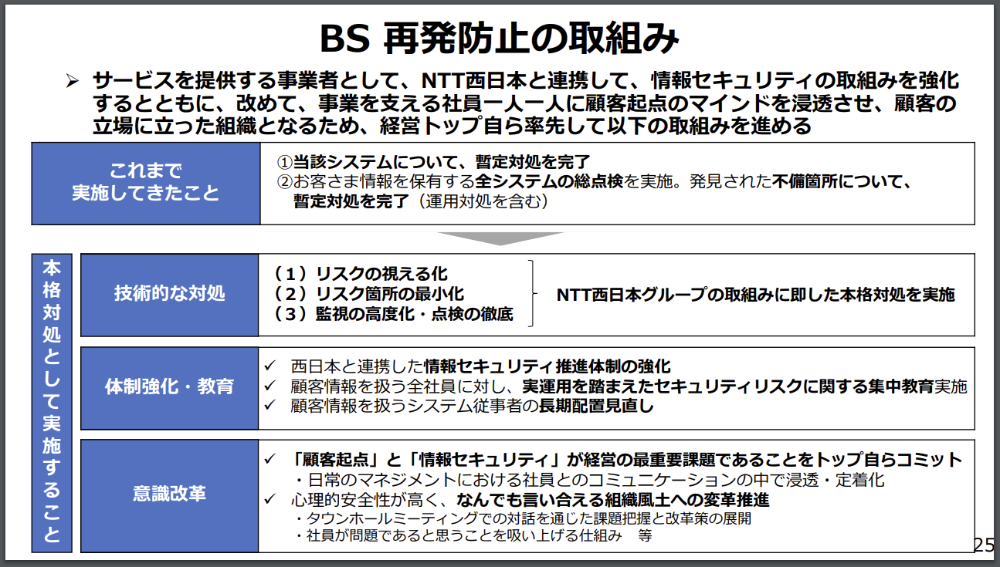 BS 再発防止の取組み
➢ サービスを提供する事業者として、NTT西日本と連携して、情報セキュリティの取組みを強化
するとともに、改めて、事業を支える社員一人一人に顧客起点のマインドを浸透させ、顧客の
立場に立った組織となるため、経営トップ自ら率先して以下の取組みを進める
これまで
実施してきたこと
①当該システムについて、暫定対処を完了
②お客さま情報を保有する全システムの総点検を実施。発見された不備箇所について、
暫定対処を完了（運用対処を含む）
本格対処として実施すること
技術的な対処
（１）リスクの視える化
（２）リスク箇所の最小化
（３）監視の高度化・点検の徹底
NTT西日本グループの取組みに即した本格対処を実施
体制強化・教育
✓ 西日本と連携した情報セキュリティ推進体制の強化
✓ 顧客情報を扱う全社員に対し、実運用を踏まえたセキュリティリスクに関する集中教育実施
✓ 顧客情報を扱うシステム従事者の長期配置見直し
意識改革
✓ 「顧客起点」と「情報セキュリティ」が経営の最重要課題であることをトップ自らコミット
・日常のマネジメントにおける社員とのコミュニケーションの中で浸透・定着化
✓ 心理的安全性が高く、なんでも言い合える組織風土への変革推進
・タウンホールミーティングでの対話を通じた課題把握と改革策の展開
・社員が問題であると思うことを吸い上げる仕組み　等
25